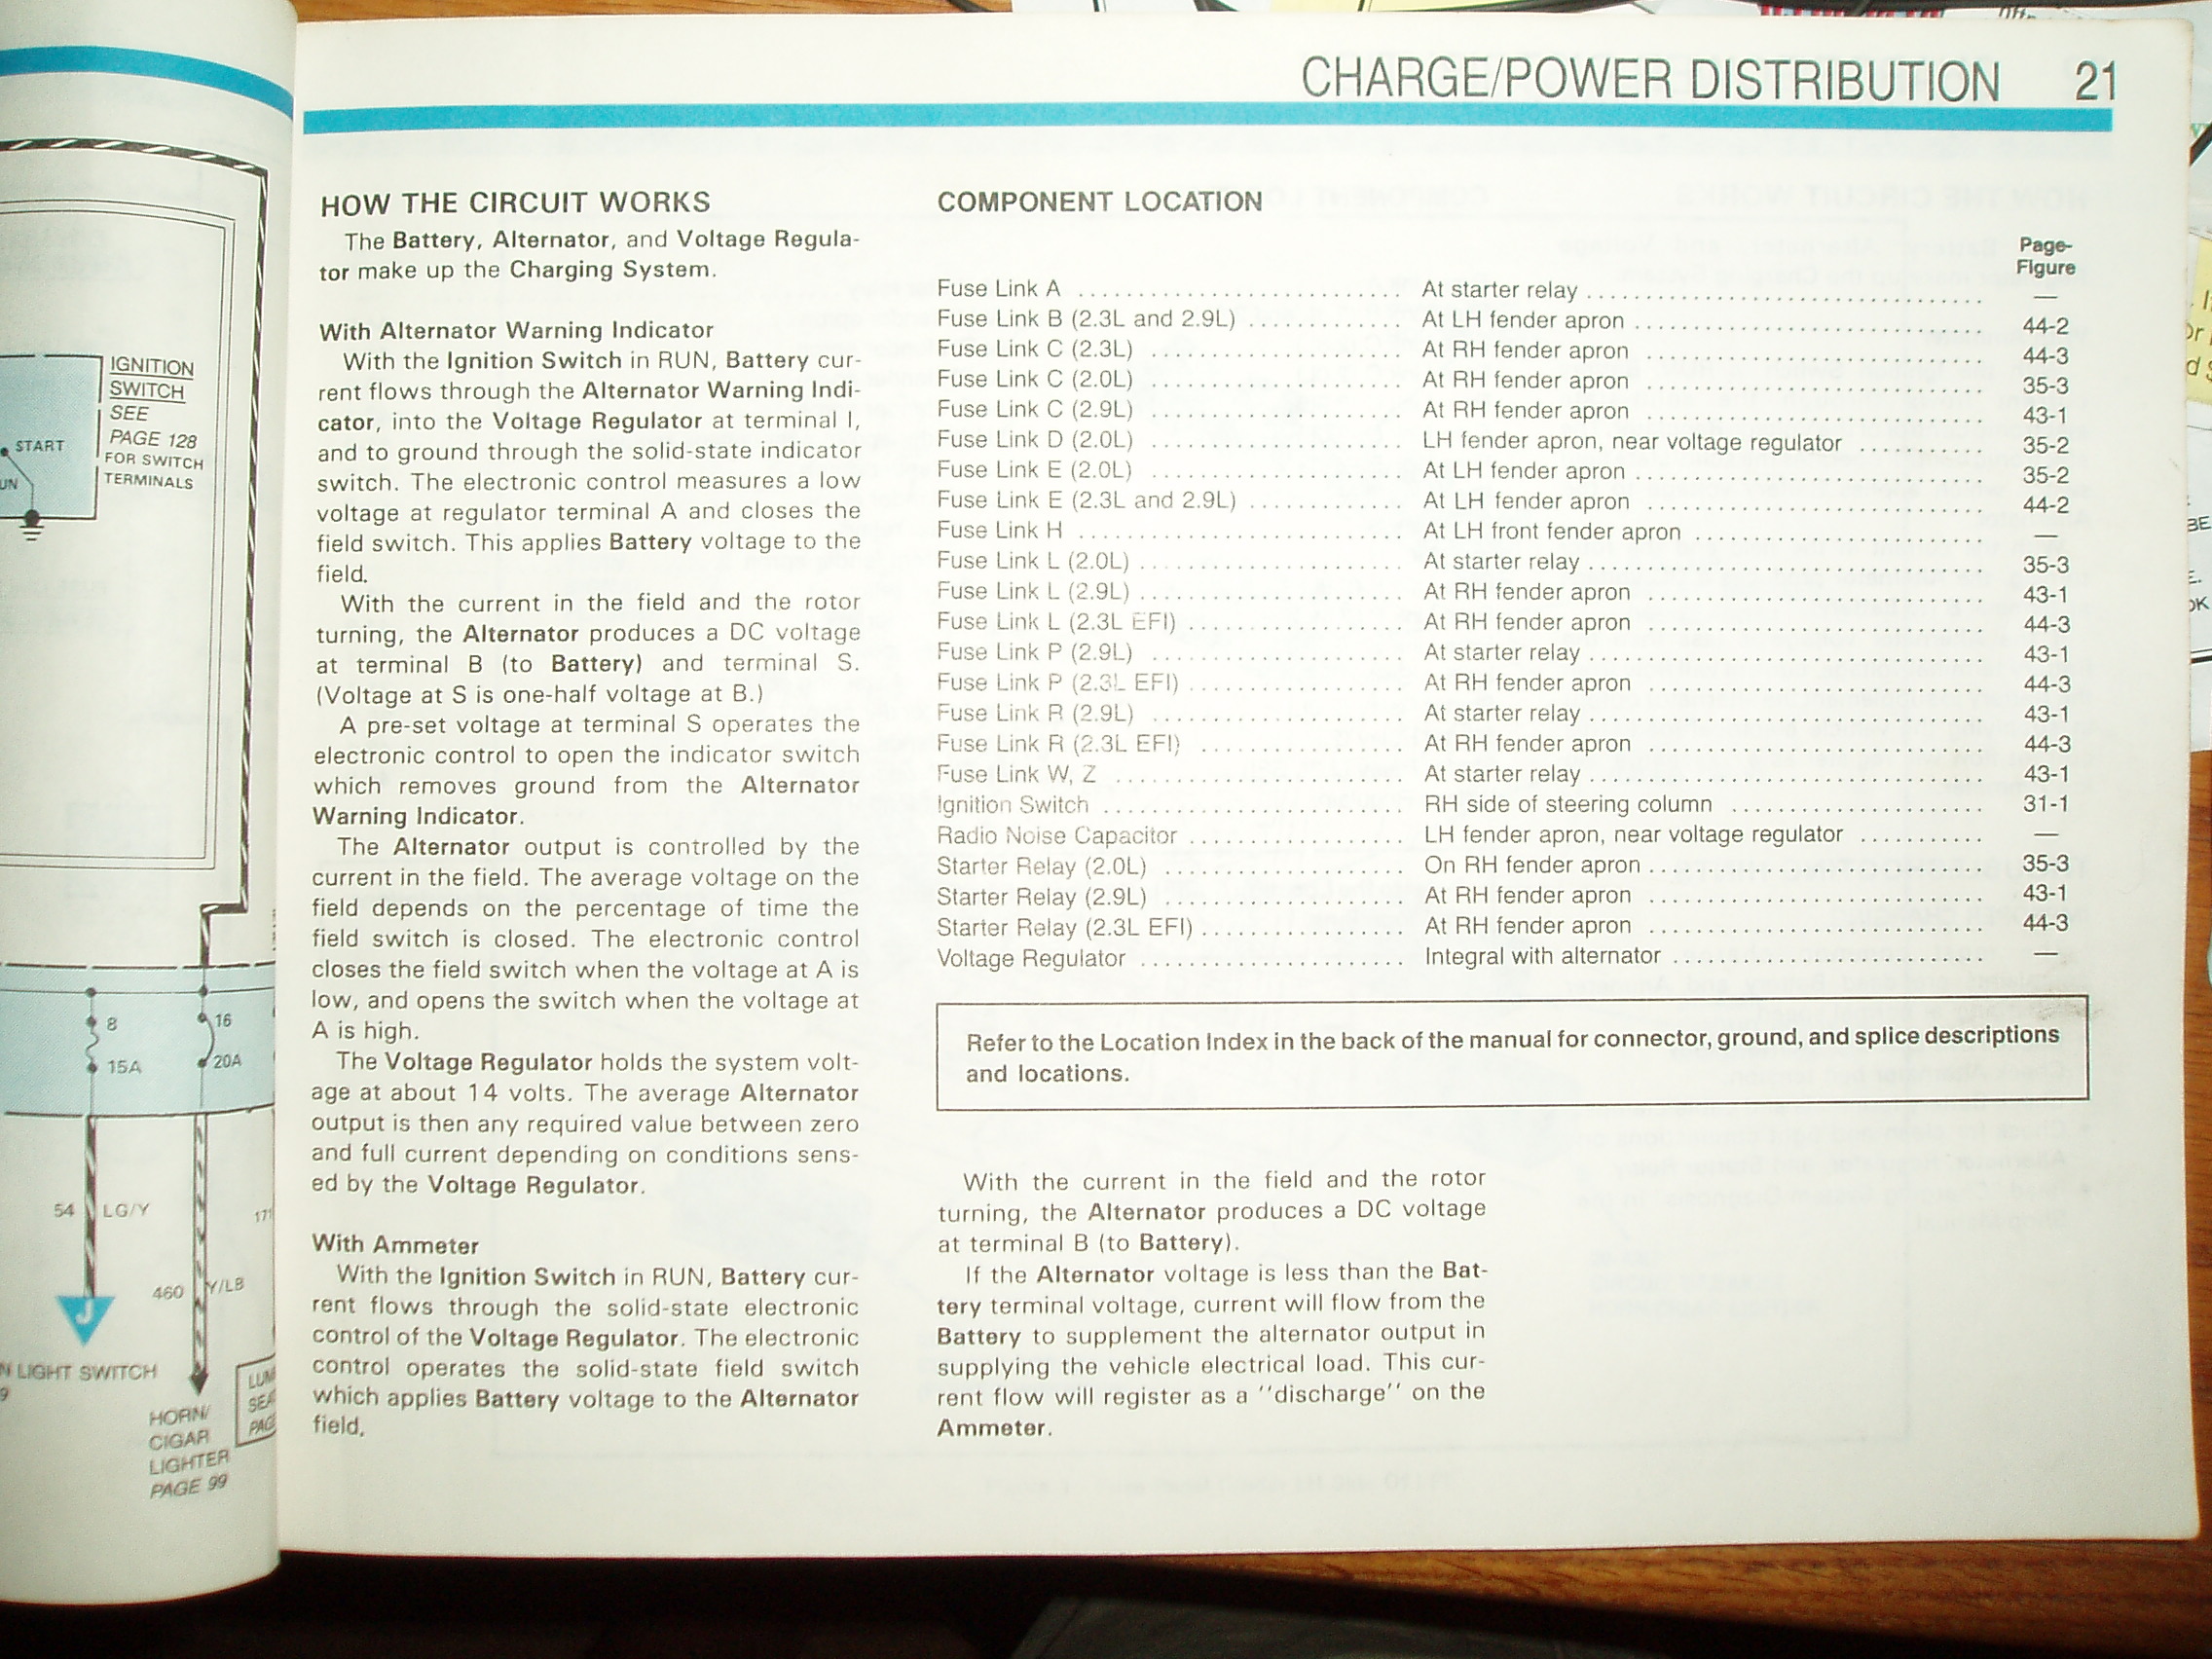 CHARGE/POWER DISTRIBUTION 21
IGNITION
SWITCH
SEE
PAGE 128
FOR SWITCH
TERMINALS
START
UN
8
15A
16
20A
54 LG/Y
460 Y/LB
171
J
N LIGHT SWITCH
9
HORN/
CIGAR
LIGHTER
PAGE 99
LUM
SEA
PAG
HOW THE CIRCUIT WORKS
The Battery, Alternator, and Voltage Regula-
tor make up the Charging System.
With Alternator Warning Indicator
With the Ignition Switch in RUN, Battery cur-
rent flows through the Alternator Warning Indi-
cator, into the Voltage Regulator at terminal I,
and to ground through the solid-state indicator
switch. The electronic control measures a low
voltage at regulator terminal A and closes the
field switch. This applies Battery voltage to the
field.
With the current in the field and the rotor
turning, the Alternator produces a DC voltage
at terminal B (to Battery) and terminal S.
(Voltage at S is one-half voltage at B.)
A pre-set voltage at terminal S operates the
electronic control to open the indicator switch
which removes ground from the Alternator
Warning Indicator.
The Alternator output is controlled by the
current in the field. The average voltage on the
field depends on the percentage of time the
field switch is closed. The electronic control
closes the field switch when the voltage at A is
low, and opens the switch when the voltage at
A is high.
The Voltage Regulator holds the system volt-
age at about 14 volts. The average Alternator
output is then any required value between zero
and full current depending on conditions sens-
ed by the Voltage Regulator.
With Ammeter
With the Ignition Switch in RUN, Battery cur-
rent flows through the solid-state electronic
control of the Voltage Regulator. The electronic
control operates the solid-state field switch
which applies Battery voltage to the Alternator
field.
COMPONENT LOCATION
Page-
Figure
Fuse Link A ........................... At starter relay ................................. —
Fuse Link B (2.3L and 2.9L) ............. At LH fender apron ............................. 44-2
Fuse Link C (2.3L) ..................... At RH fender apron ............................ 44-3
Fuse Link C (2.0L) ..................... At RH fender apron ............................ 35-3
Fuse Link C (2.9L) ..................... At RH fender apron ............................ 43-1
Fuse Link D (2.0L) ..................... LH fender apron, near voltage regulator ........... 35-2
Fuse Link E (2.0L) ..................... At LH fender apron ............................. 35-2
Fuse Link E (2.3L and 2.9L) ............. At LH fender apron ............................ 44-2
Fuse Link H ........................... At LH front fender apron ........................ —
Fuse Link L (2.0L) ...................... At starter relay ................................. 35-3
Fuse Link L (2.9L) ...................... At RH fender apron ............................ 43-1
Fuse Link L (2.3L EFI) .................. At RH fender apron ............................ 44-3
Fuse Link P (2.9L) ..................... At starter relay ................................. 43-1
Fuse Link P (2.3L EFI) .................. At RH fender apron ............................ 44-3
Fuse Link R (2.9L) ..................... At starter relay ................................. 43-1
Fuse Link R (2.3L EFI) ................. At RH fender apron ............................ 44-3
Fuse Link W, Z ........................ At starter relay ................................. 43-1
Ignition Switch ......................... RH side of steering column ....................... 31-1
Radio Noise Capacitor .................. LH fender apron, near voltage regulator ........... —
Starter Relay (2.0L) .................... On RH fender apron ............................ 35-3
Starter Relay (2.9L) .................... At RH fender apron ............................ 43-1
Starter Relay (2.3L EFI) ................. At RH fender apron ............................ 44-3
Voltage Regulator ...................... Integral with alternator .......................... —
Refer to the Location Index in the back of the manual for connector, ground, and splice descriptions
and locations.
With the current in the field and the rotor
turning, the Alternator produces a DC voltage
at terminal B (to Battery).
If the Alternator voltage is less than the Bat-
tery terminal voltage, current will flow from the
Battery to supplement the alternator output in
supplying the vehicle electrical load. This cur-
rent flow will register as a ''discharge'' on the
Ammeter.